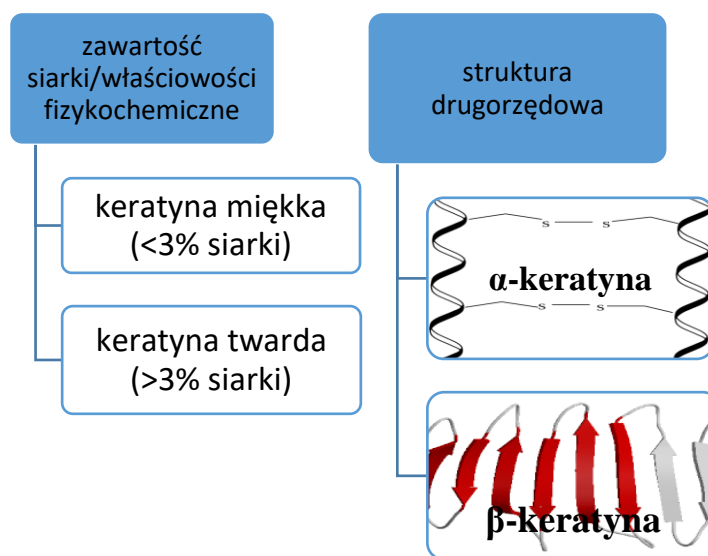 zawartość
siarki/właściowości
fizykochemiczne
keratyna miękka
(<3% siarki)
keratyna twarda
(>3% siarki)
struktura
drugorzędowa
s — s
α-keratyna
s — s
β-keratyna